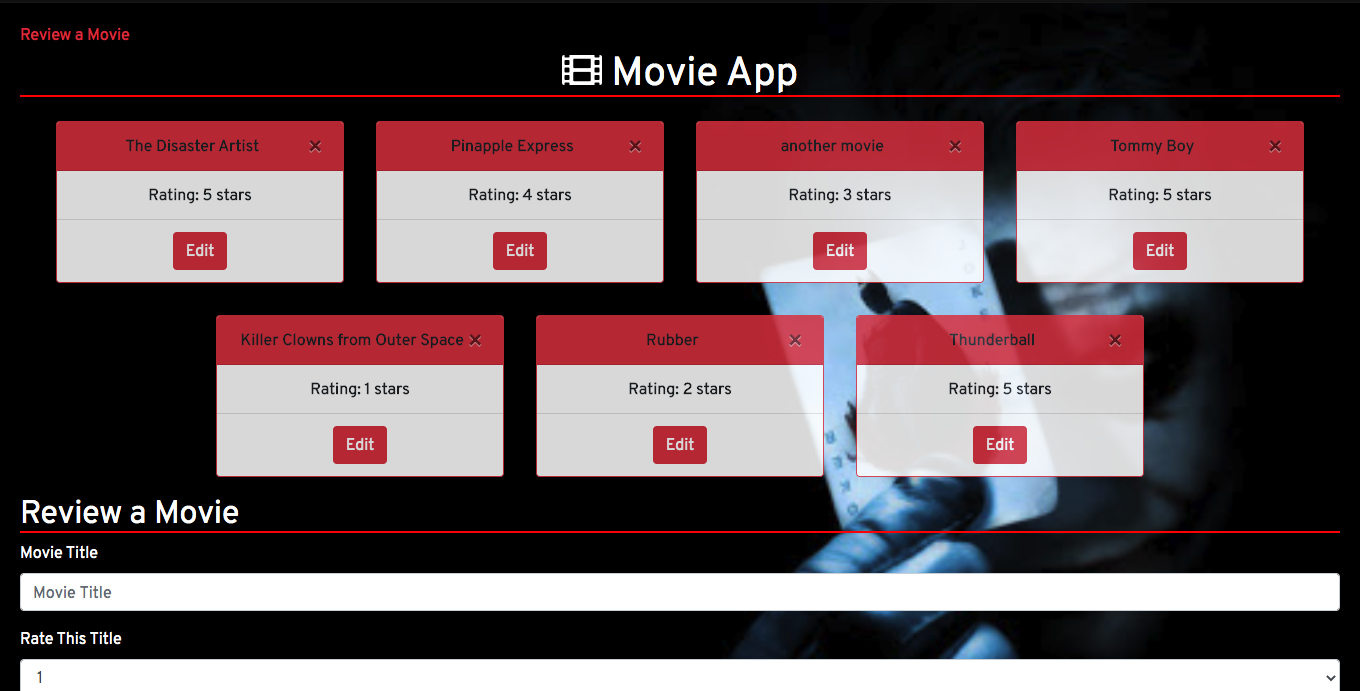 Review a Movie
Movie App
The Disaster Artist ×
Pinapple Express ×
another movie ×
Tommy Boy ×
Rating: 5 stars
Rating: 4 stars
Rating: 3 stars
Rating: 5 stars
Edit
Edit
Edit
Edit
Killer Clowns from Outer Space ×
Rubber ×
Thunderball ×
Rating: 1 stars
Rating: 2 stars
Rating: 5 stars
Edit
Edit
Edit
Review a Movie
Movie Title
Movie Title
Rate This Title
1